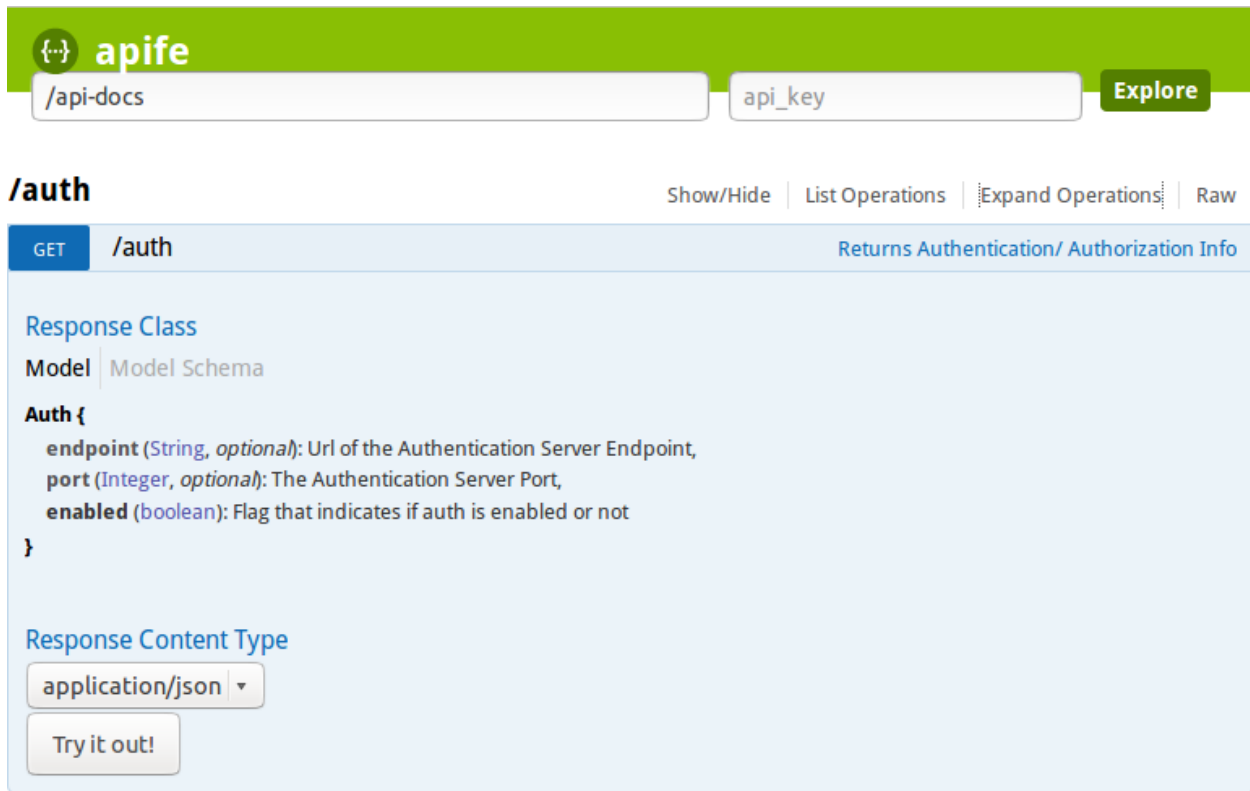 {···} apife
/api-docs api_key Explore
/auth Show/Hide List Operations Expand Operations Raw
GET /auth Returns Authentication/ Authorization Info
Response Class
Model Model Schema
Auth {
endpoint (String, optional): Url of the Authentication Server Endpoint,
port (Integer, optional): The Authentication Server Port,
enabled (boolean): Flag that indicates if auth is enabled or not
}
Response Content Type
application/json
Try it out!